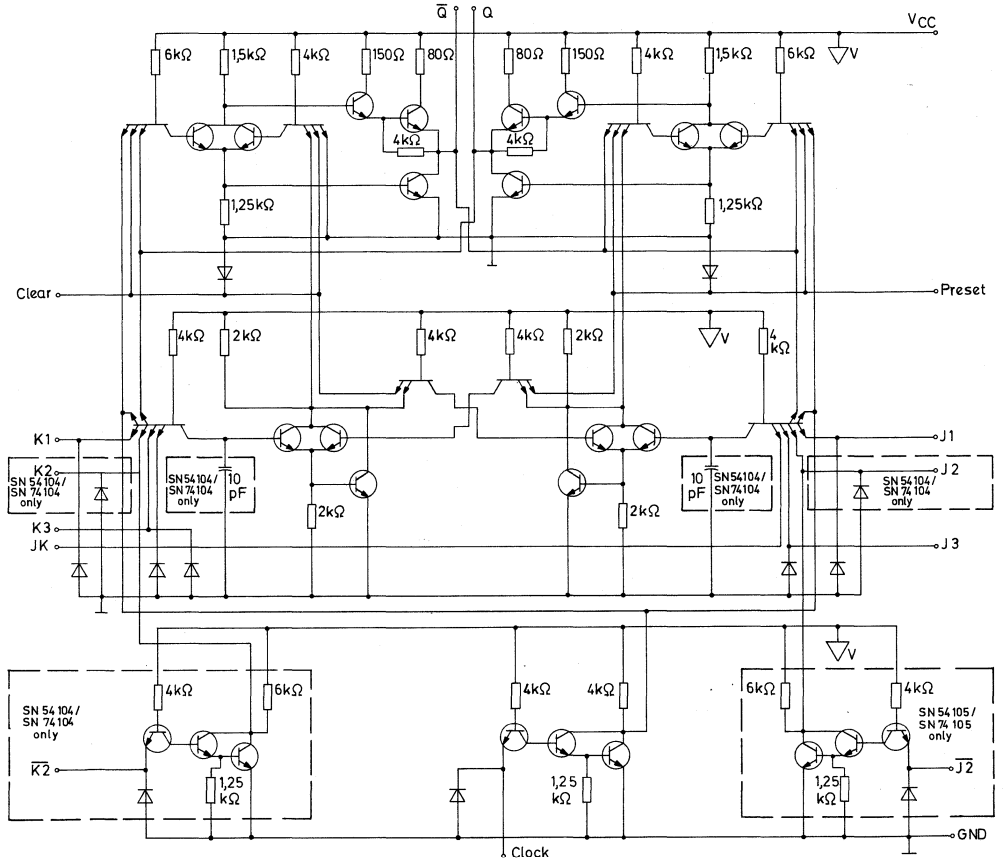 Q̅ Q
VCC
6kΩ 1,5kΩ 4kΩ 150Ω 80Ω 80Ω 150Ω 4kΩ 1,5kΩ 6kΩ V
4kΩ 4kΩ
1,25kΩ 1,25kΩ
Clear Preset
4kΩ 2kΩ 4kΩ 4kΩ 2kΩ V 4
kΩ
K1 J1
K2 J2
SN 54104/
SN 74104
only
SN54104/
SN74104
only
10
pF
10
pF
SN54104/
SN74104
only
SN 54104/
SN 74104
only
2kΩ 2kΩ
K3
JK J3
V
4kΩ 6kΩ 4kΩ 4kΩ 6kΩ 4kΩ
SN 54104/
SN 74104
only
SN 54105/
SN 74105
only
K̅2̅ J̅2̅
1,25
kΩ
1,25
kΩ
1,25
kΩ
GND
Clock